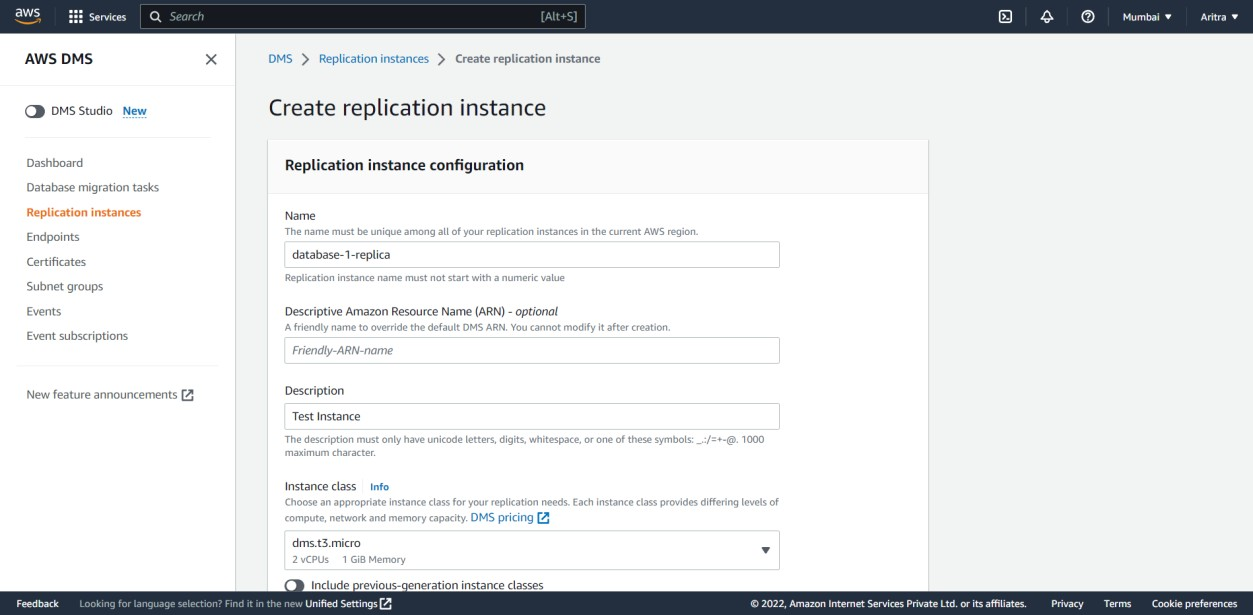 aws
Services
Search
[Alt+S]
Mumbai ▼
Aritra ▼
AWS DMS
DMS Studio New
Dashboard
Database migration tasks
Replication instances
Endpoints
Certificates
Subnet groups
Events
Event subscriptions
New feature announcements
DMS > Replication instances > Create replication instance
Create replication instance
Replication instance configuration
Name
The name must be unique among all of your replication instances in the current AWS region.
database-1-replica
Replication instance name must not start with a numeric value
Descriptive Amazon Resource Name (ARN) - optional
A friendly name to override the default DMS ARN. You cannot modify it after creation.
Friendly-ARN-name
Description
Test Instance
The description must only have unicode letters, digits, whitespace, or one of these symbols: _.:/=+-@. 1000
maximum character.
Instance class Info
Choose an appropriate instance class for your replication needs. Each instance class provides differing levels of
compute, network and memory capacity. DMS pricing
dms.t3.micro
2 vCPUs 1 GiB Memory
Include previous-generation instance classes
Feedback
Looking for language selection? Find it in the new Unified Settings
© 2022, Amazon Internet Services Private Ltd. or its affiliates.
Privacy
Terms
Cookie preferences